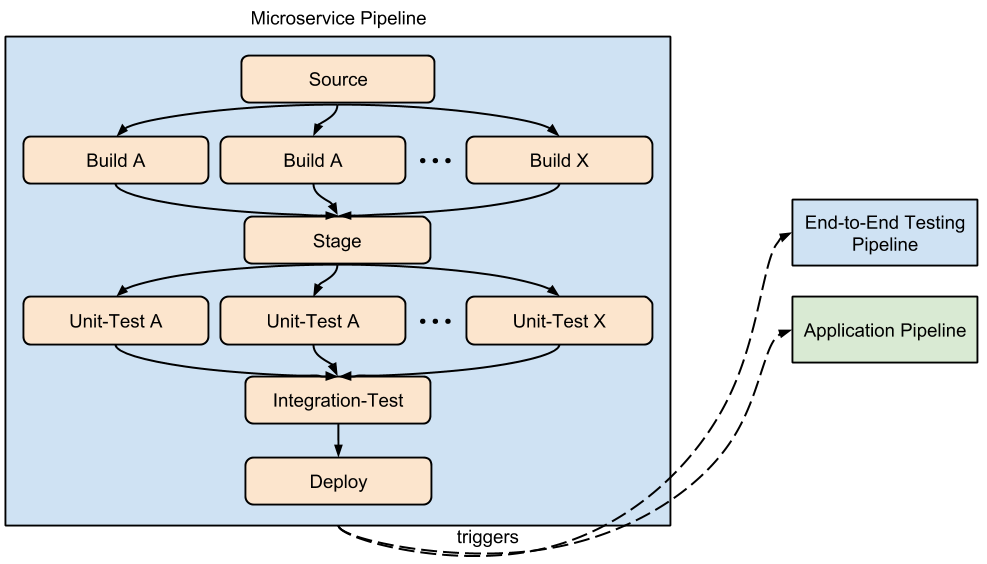 Microservice Pipeline
Source
Build A
Build A
Build X
Stage
Unit-Test A
Unit-Test A
Unit-Test X
Integration-Test
Deploy
triggers
End-to-End Testing
Pipeline
Application Pipeline